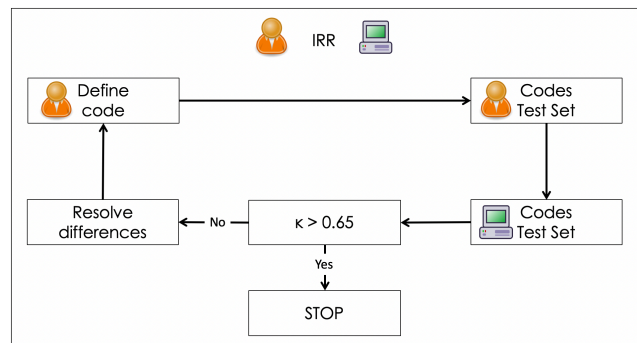 IRR
Define
code
Codes
Test Set
Resolve
differences
No
κ > 0.65
Codes
Test Set
Yes
STOP